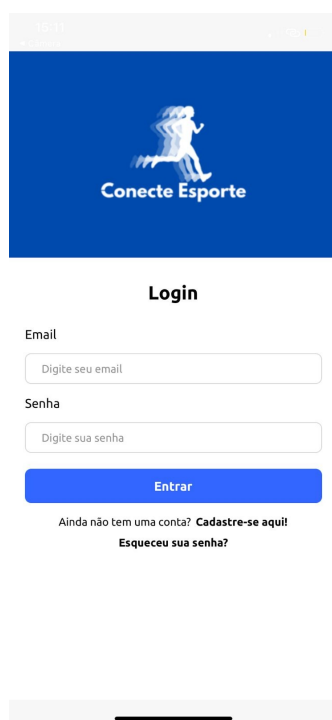 Conecte Esporte
Login
Email
Digite seu email
Senha
Digite sua senha
Entrar
Ainda não tem uma conta? Cadastre-se aqui!
Esqueceu sua senha?